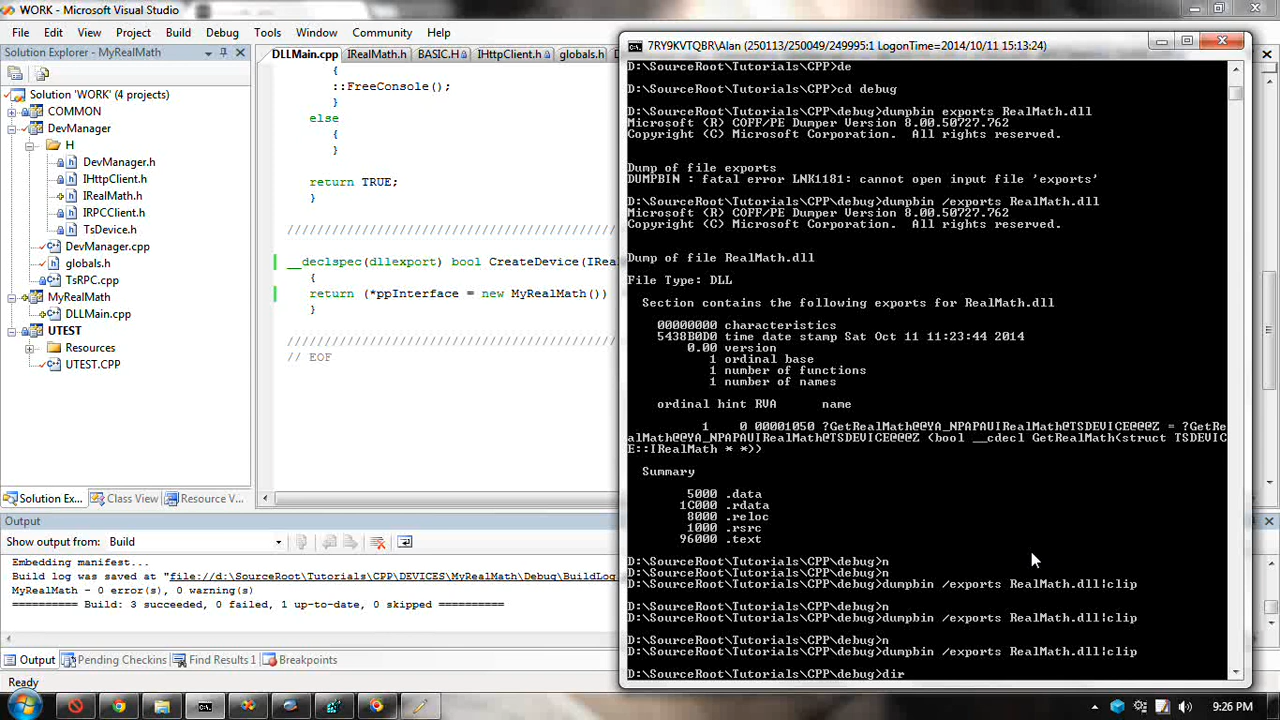 WORK - Microsoft Visual Studio
File Edit View Project Build Debug Tools Window Community Help
Solution Explorer - MyRealMath
Solution 'WORK' (4 projects)
COMMON
DevManager
H
DevManager.h
IHttpClient.h
IRealMath.h
IRPCClient.h
TsDevice.h
DevManager.cpp
globals.h
TsRPC.cpp
MyRealMath
DLLMain.cpp
UTEST
Resources
UTEST.CPP
Solution Ex... Class View Resource V...
DLLMain.cpp IRealMath.h BASIC.H IHttpClient.h globals.h
{
::FreeConsole();
}
else
{
}
return TRUE;
}
__declspec(dllexport) bool CreateDevice(IRea
{
return (*ppInterface = new MyRealMath())
}
// EOF
Output
Show output from: Build
Embedding manifest...
Build log was saved at "file://d:\SourceRoot\Tutorials\CPP\DEVICES\MyRealMath\Debug\BuildLog
MyRealMath - 0 error(s), 0 warning(s)
========== Build: 3 succeeded, 0 failed, 1 up-to-date, 0 skipped ==========
Output Pending Checkins Find Results 1 Breakpoints
Ready
7RY9KVTQBR\Alan (250113/250049/249995:1 LogonTime=2014/10/11 15:13:24)
D:\SourceRoot\Tutorials\CPP>de
D:\SourceRoot\Tutorials\CPP>cd debug
D:\SourceRoot\Tutorials\CPP\debug>dumpbin exports RealMath.dll
Microsoft (R) COFF/PE Dumper Version 8.00.50727.762
Copyright (C) Microsoft Corporation.  All rights reserved.
Dump of file exports
DUMPBIN : fatal error LNK1181: cannot open input file 'exports'
D:\SourceRoot\Tutorials\CPP\debug>dumpbin /exports RealMath.dll
Microsoft (R) COFF/PE Dumper Version 8.00.50727.762
Copyright (C) Microsoft Corporation.  All rights reserved.
Dump of file RealMath.dll
File Type: DLL
Section contains the following exports for RealMath.dll
00000000 characteristics
5438B0D0 time date stamp Sat Oct 11 11:23:44 2014
0.00 version
1 ordinal base
1 number of functions
1 number of names
ordinal hint RVA      name
1    0 00001050 ?GetRealMath@@YA_NPAPAUIRealMath@TSDEVICE@@@Z = ?GetRe
alMath@@YA_NPAPAUIRealMath@TSDEVICE@@@Z (bool __cdecl GetRealMath(struct TSDEVIC
E::IRealMath * *))
Summary
5000 .data
1C000 .rdata
8000 .reloc
1000 .rsrc
96000 .text
D:\SourceRoot\Tutorials\CPP\debug>n
D:\SourceRoot\Tutorials\CPP\debug>n
D:\SourceRoot\Tutorials\CPP\debug>dumpbin /exports RealMath.dll|clip
D:\SourceRoot\Tutorials\CPP\debug>n
D:\SourceRoot\Tutorials\CPP\debug>dumpbin /exports RealMath.dll|clip
D:\SourceRoot\Tutorials\CPP\debug>n
D:\SourceRoot\Tutorials\CPP\debug>dumpbin /exports RealMath.dll|clip
D:\SourceRoot\Tutorials\CPP\debug>dir
9:26 PM